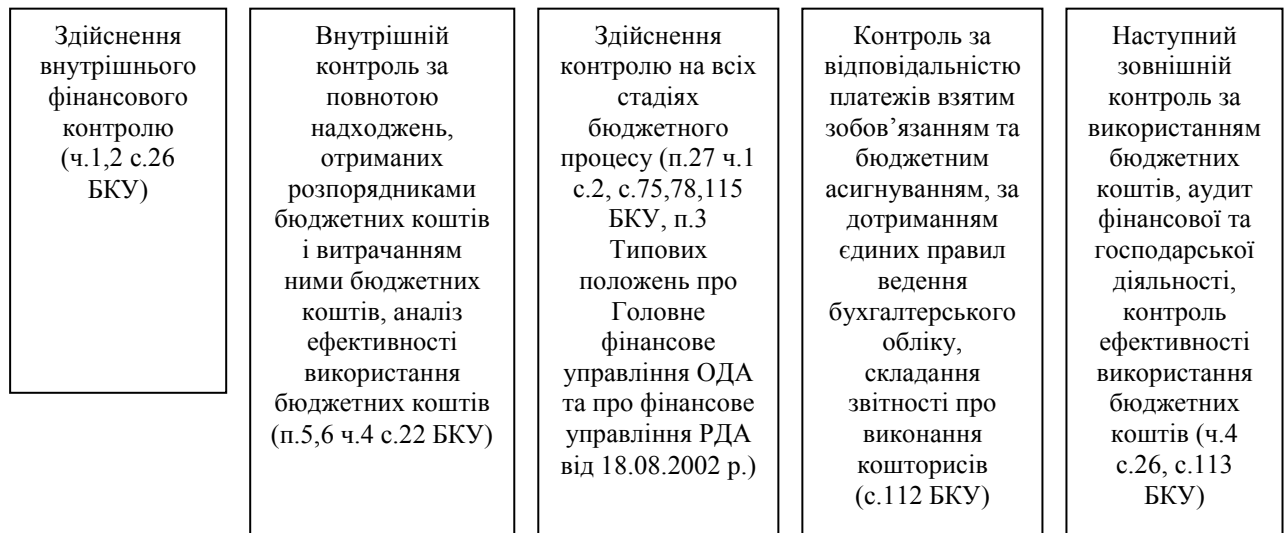 Здійснення
внутрішнього
фінансового
контролю
(ч.1,2 с.26
БКУ)
Внутрішній
контроль за
повнотою
надходжень,
отриманих
розпорядниками
бюджетних коштів
і витрачанням
ними бюджетних
коштів, аналіз
ефективності
використання
бюджетних коштів
(п.5,6 ч.4 с.22 БКУ)
Здійснення
контролю на всіх
стадіях
бюджетного
процесу (п.27 ч.1
с.2, с.75,78,115
БКУ, п.3
Типових
положень про
Головне
фінансове
управління ОДА
та про фінансове
управління РДА
від 18.08.2002 р.)
Контроль за
відповідальністю
платежів взятим
зобов’язанням та
бюджетним
асигнуванням, за
дотриманням
єдиних правил
ведення
бухгалтерського
обліку,
складання
звітності про
виконання
кошторисів
(с.112 БКУ)
Наступний
зовнішній
контроль за
використанням
бюджетних
коштів, аудит
фінансової та
господарської
діяльності,
контроль
ефективності
використання
бюджетних
коштів (ч.4
с.26, с.113
БКУ)